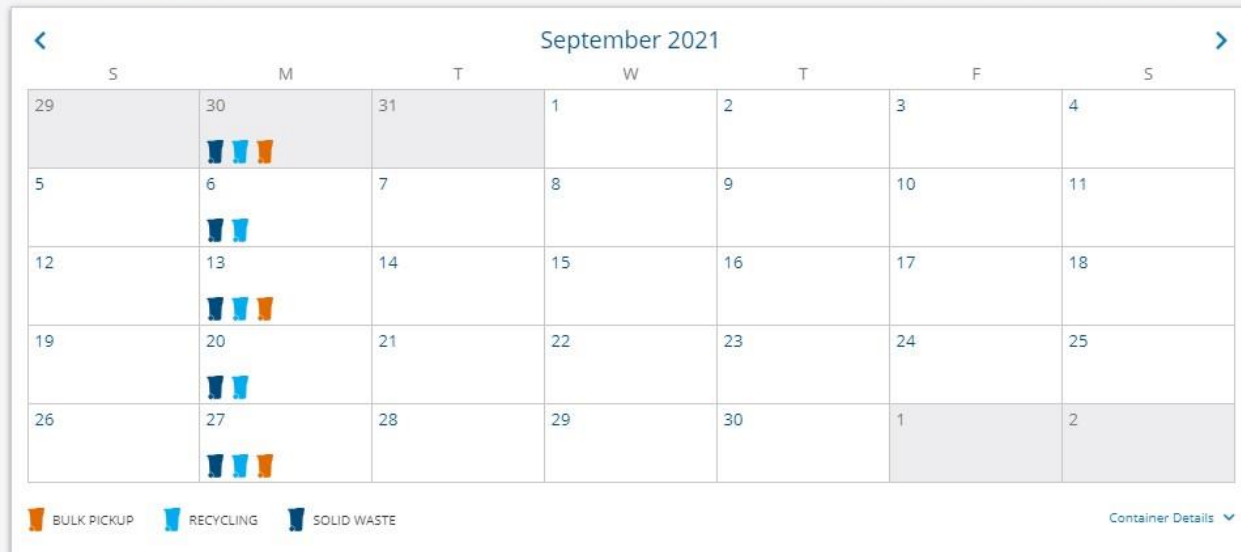 September 2021
S M T W T F S
29 30 31 1 2 3 4
5 6 7 8 9 10 11
12 13 14 15 16 17 18
19 20 21 22 23 24 25
26 27 28 29 30 1 2
BULK PICKUP RECYCLING SOLID WASTE Container Details